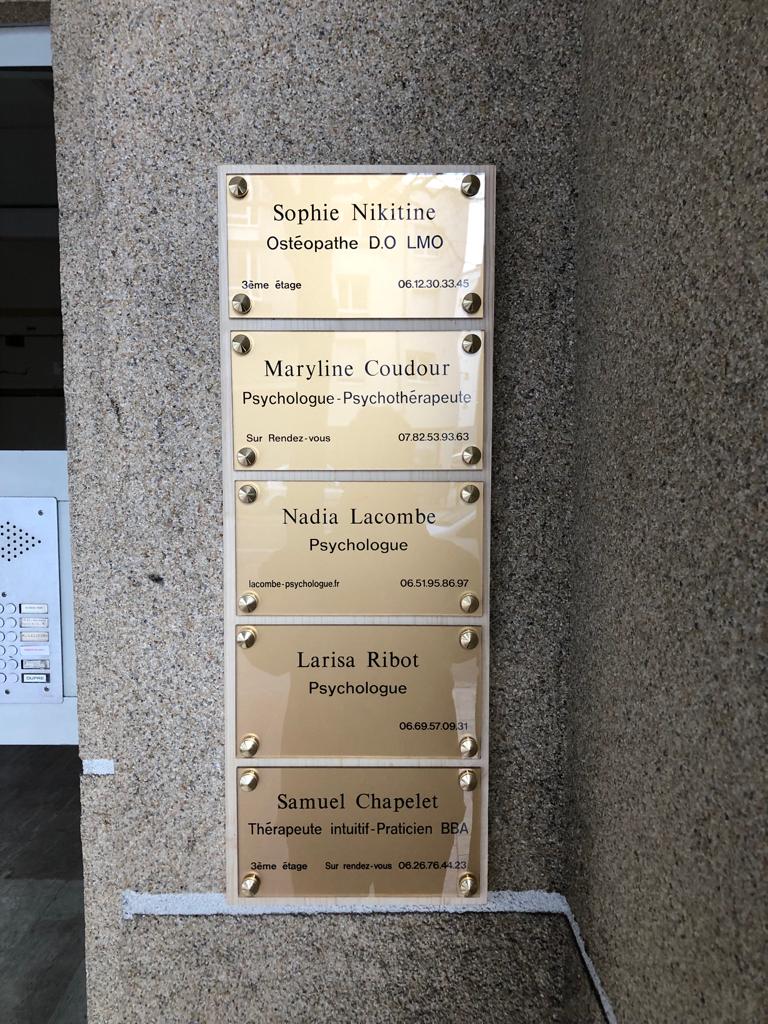 Sophie Nikitine
Ostéopathe D.O LMO
3ème étage 06.12.30.33.45
Maryline Coudour
Psychologue-Psychothérapeute
Sur Rendez-vous 07.82.53.93.63
Nadia Lacombe
Psychologue
lacombe-psychologue.fr 06.51.95.86.97
Larisa Ribot
Psychologue
06.69.57.09.31
Samuel Chapelet
Thérapeute intuitif-Praticien BBA
3ème étage Sur rendez-vous 06.26.76.44.23
DUPRE